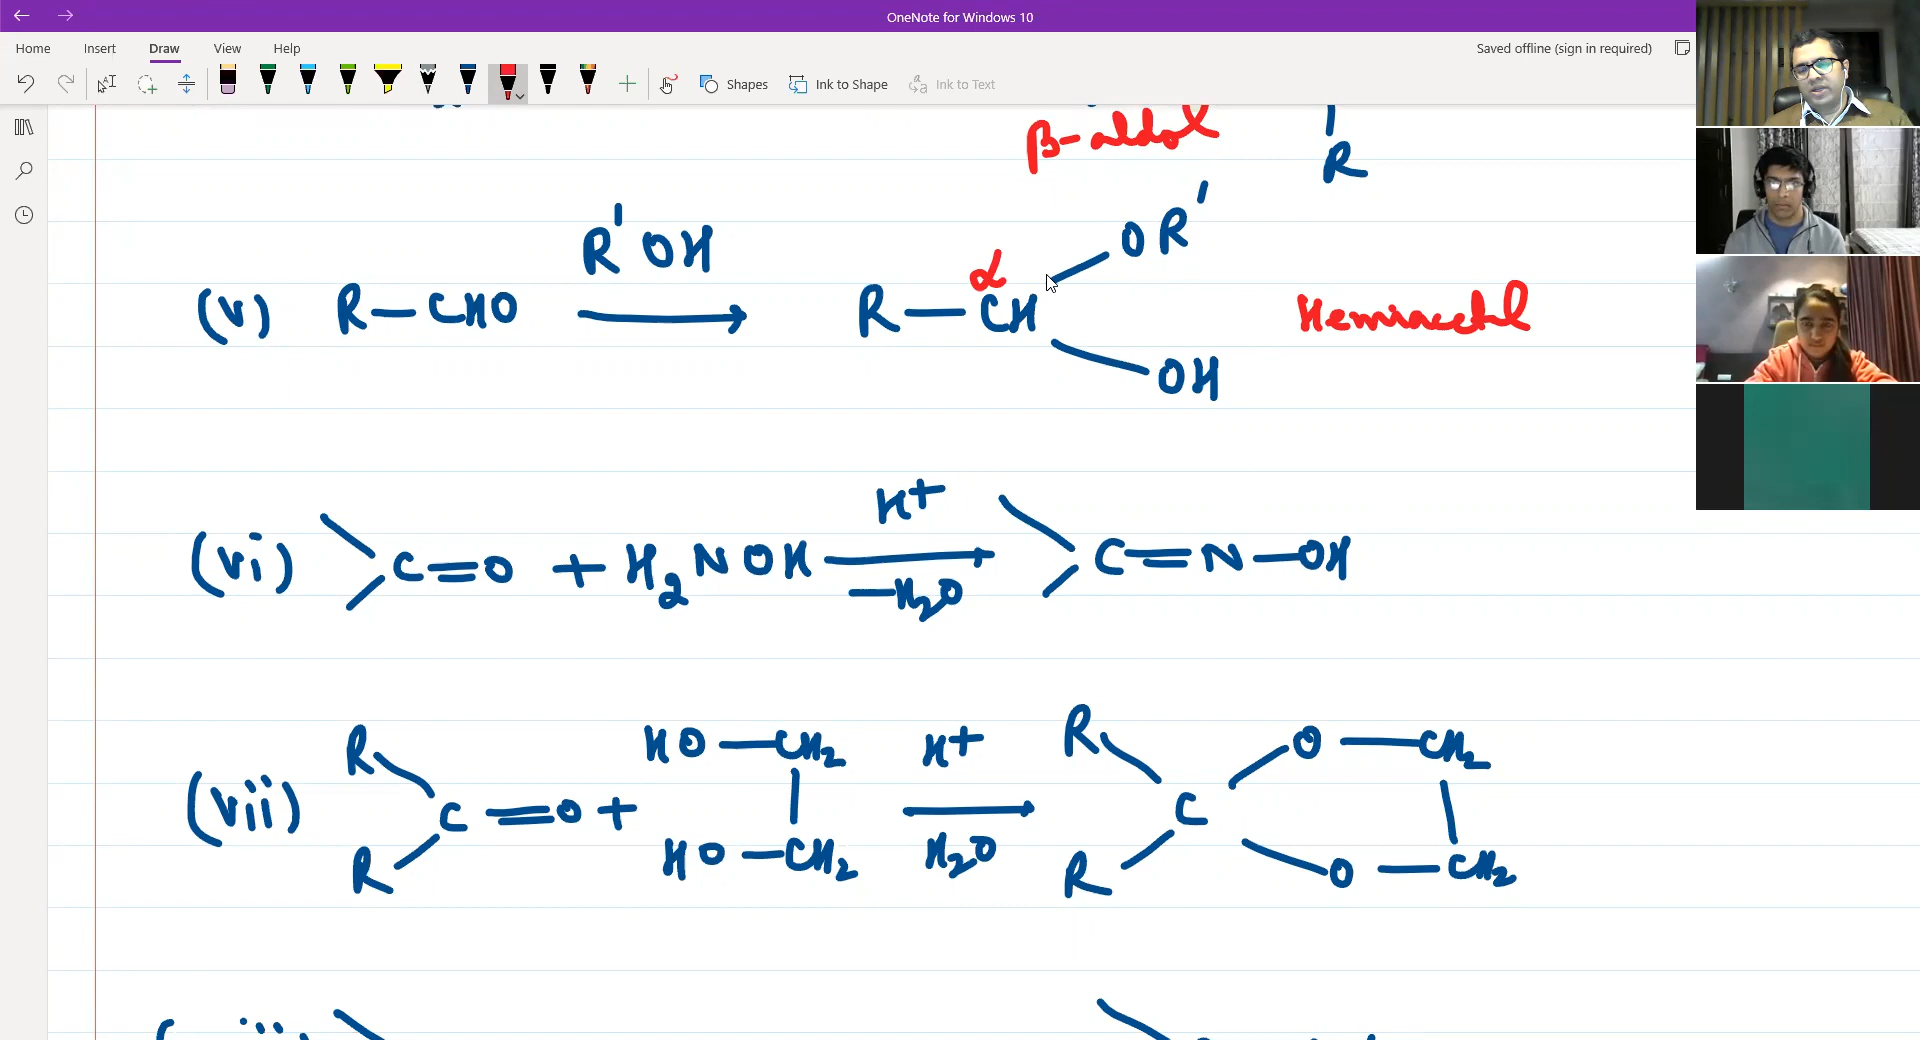 OneNote for Windows 10
Home Insert Draw View Help
Saved offline (sign in required)
Shapes Ink to Shape Ink to Text
β-aldol
R
(v) R—CHO R'OH → R—CH α OR' OH Hemiacetal
(vi) C=O + H2NOH H+ −H2O → C=N—OH
(vii) R R C=O + HO—CH2 HO—CH2 H+ H2O → R R C O—CH2 O—CH2